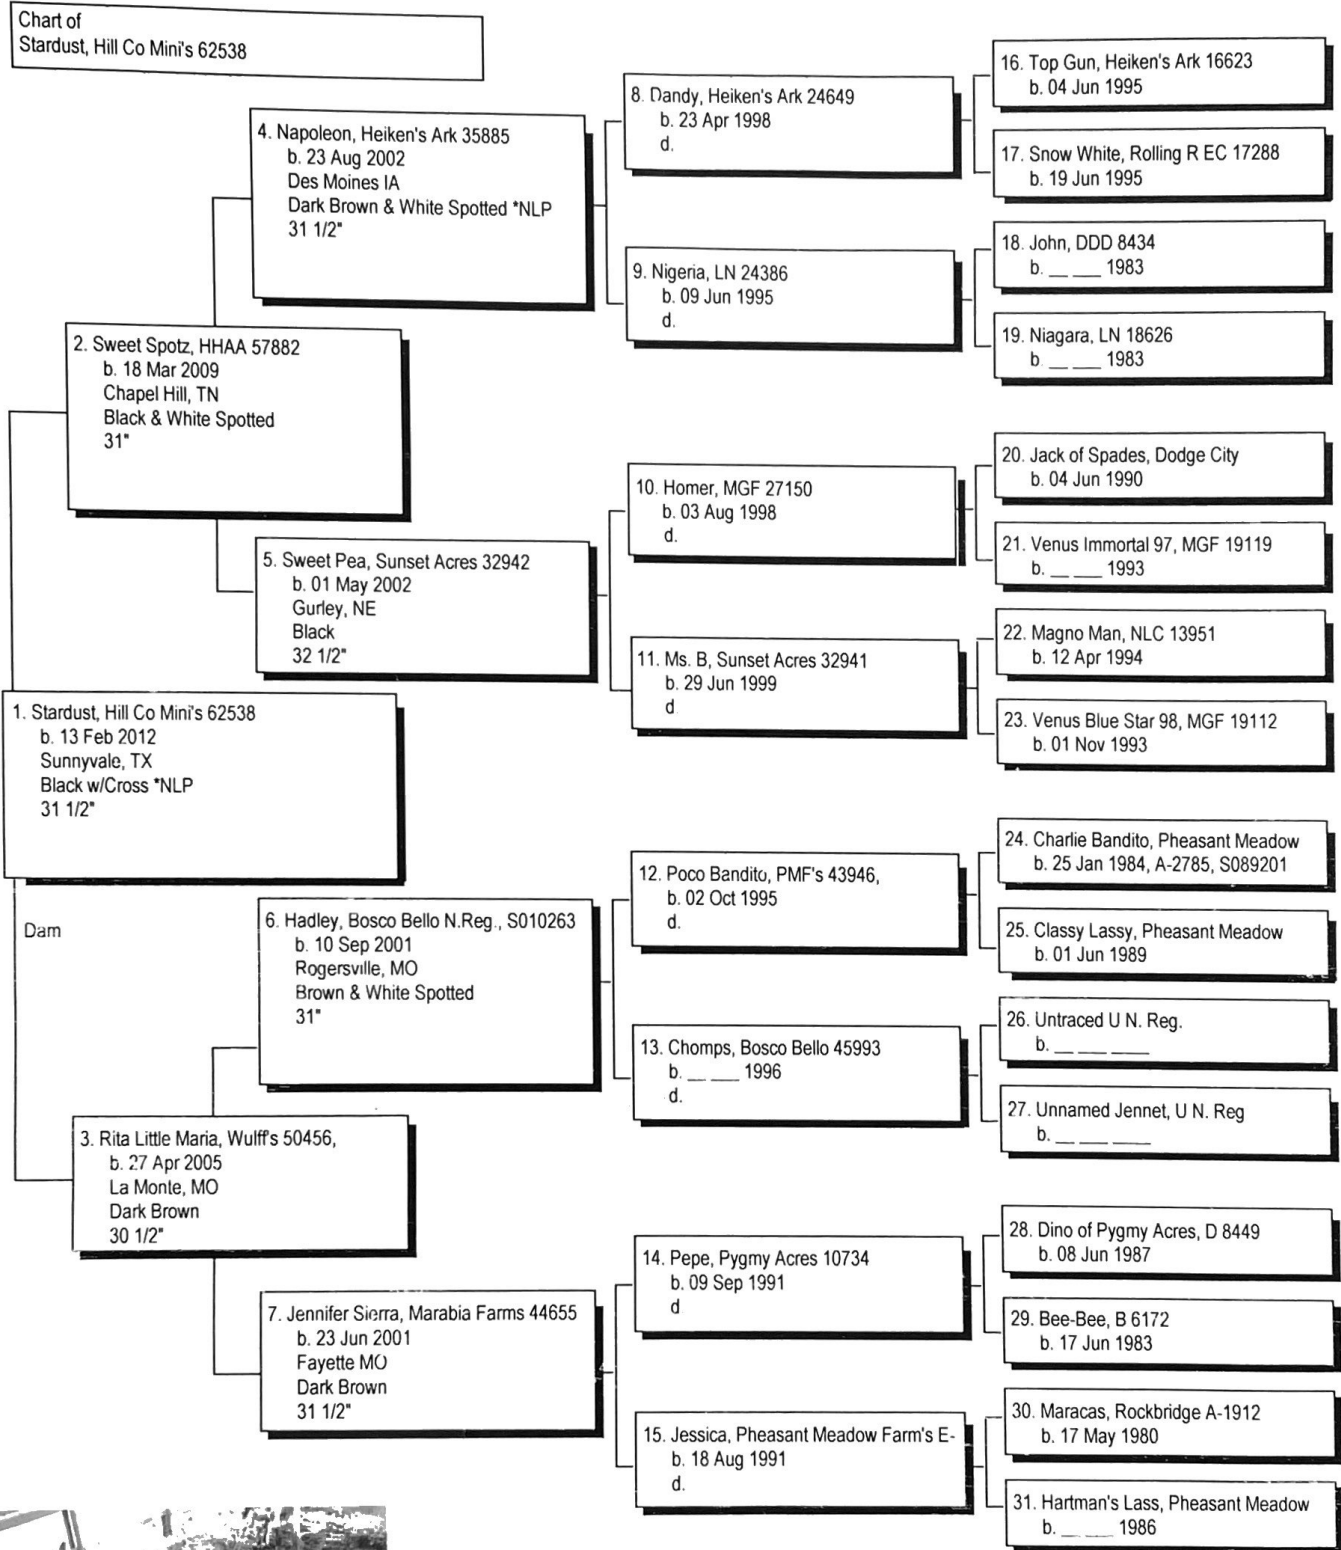 Chart of
Stardust, Hill Co Mini's 62538
16. Top Gun, Heiken's Ark 16623
b. 04 Jun 1995
8. Dandy, Heiken's Ark 24649
b. 23 Apr 1998
d.
4. Napoleon, Heiken's Ark 35885
b. 23 Aug 2002
Des Moines IA
Dark Brown & White Spotted *NLP
31 1/2"
17. Snow White, Rolling R EC 17288
b. 19 Jun 1995
18. John, DDD 8434
b. __ ___ 1983
9. Nigeria, LN 24386
b. 09 Jun 1995
d.
19. Niagara, LN 18626
b. __ ___ 1983
2. Sweet Spotz, HHAA 57882
b. 18 Mar 2009
Chapel Hill, TN
Black & White Spotted
31"
20. Jack of Spades, Dodge City
b. 04 Jun 1990
10. Homer, MGF 27150
b. 03 Aug 1998
d.
21. Venus Immortal 97, MGF 19119
b. __ ___ 1993
5. Sweet Pea, Sunset Acres 32942
b. 01 May 2002
Gurley, NE
Black
32 1/2"
22. Magno Man, NLC 13951
b. 12 Apr 1994
11. Ms. B, Sunset Acres 32941
b. 29 Jun 1999
d
23. Venus Blue Star 98, MGF 19112
b. 01 Nov 1993
1. Stardust, Hill Co Mini's 62538
b. 13 Feb 2012
Sunnyvale, TX
Black w/Cross *NLP
31 1/2"
24. Charlie Bandito, Pheasant Meadow
b. 25 Jan 1984, A-2785, S089201
12. Poco Bandito, PMF's 43946,
b. 02 Oct 1995
d.
25. Classy Lassy, Pheasant Meadow
b. 01 Jun 1989
Dam
6. Hadley, Bosco Bello N.Reg., S010263
b. 10 Sep 2001
Rogersville, MO
Brown & White Spotted
31"
26. Untraced U N. Reg.
b. __ ___ ____
13. Chomps, Bosco Bello 45993
b. __ ___ 1996
d.
27. Unnamed Jennet, U N. Reg
b. __ ___ ____
3. Rita Little Maria, Wulff's 50456,
b. 27 Apr 2005
La Monte, MO
Dark Brown
30 1/2"
28. Dino of Pygmy Acres, D 8449
b. 08 Jun 1987
14. Pepe, Pygmy Acres 10734
b. 09 Sep 1991
d
29. Bee-Bee, B 6172
b. 17 Jun 1983
7. Jennifer Sierra, Marabia Farms 44655
b. 23 Jun 2001
Fayette MO
Dark Brown
31 1/2"
30. Maracas, Rockbridge A-1912
b. 17 May 1980
15. Jessica, Pheasant Meadow Farm's E-
b. 18 Aug 1991
d.
31. Hartman's Lass, Pheasant Meadow
b. __ ___ 1986